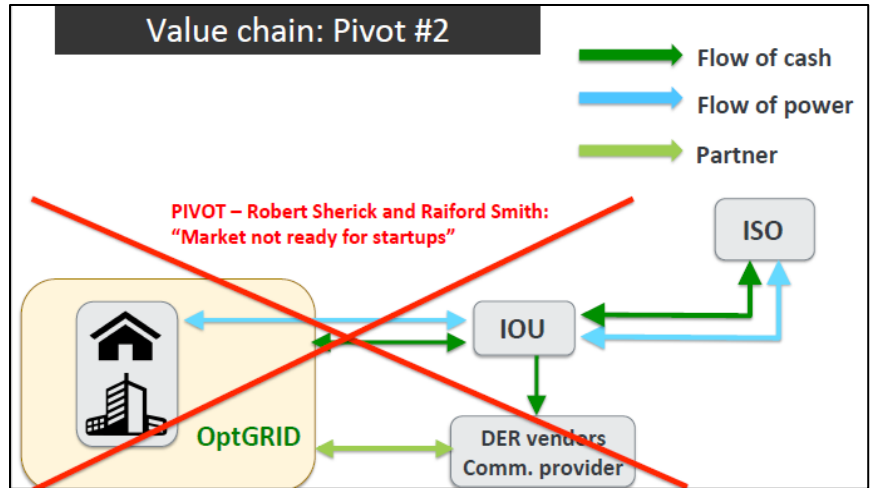 Value chain: Pivot #2
Flow of cash
Flow of power
Partner
PIVOT – Robert Sherick and Raiford Smith:
“Market not ready for startups”
ISO
IOU
OptGRID
DER vendors
Comm. provider